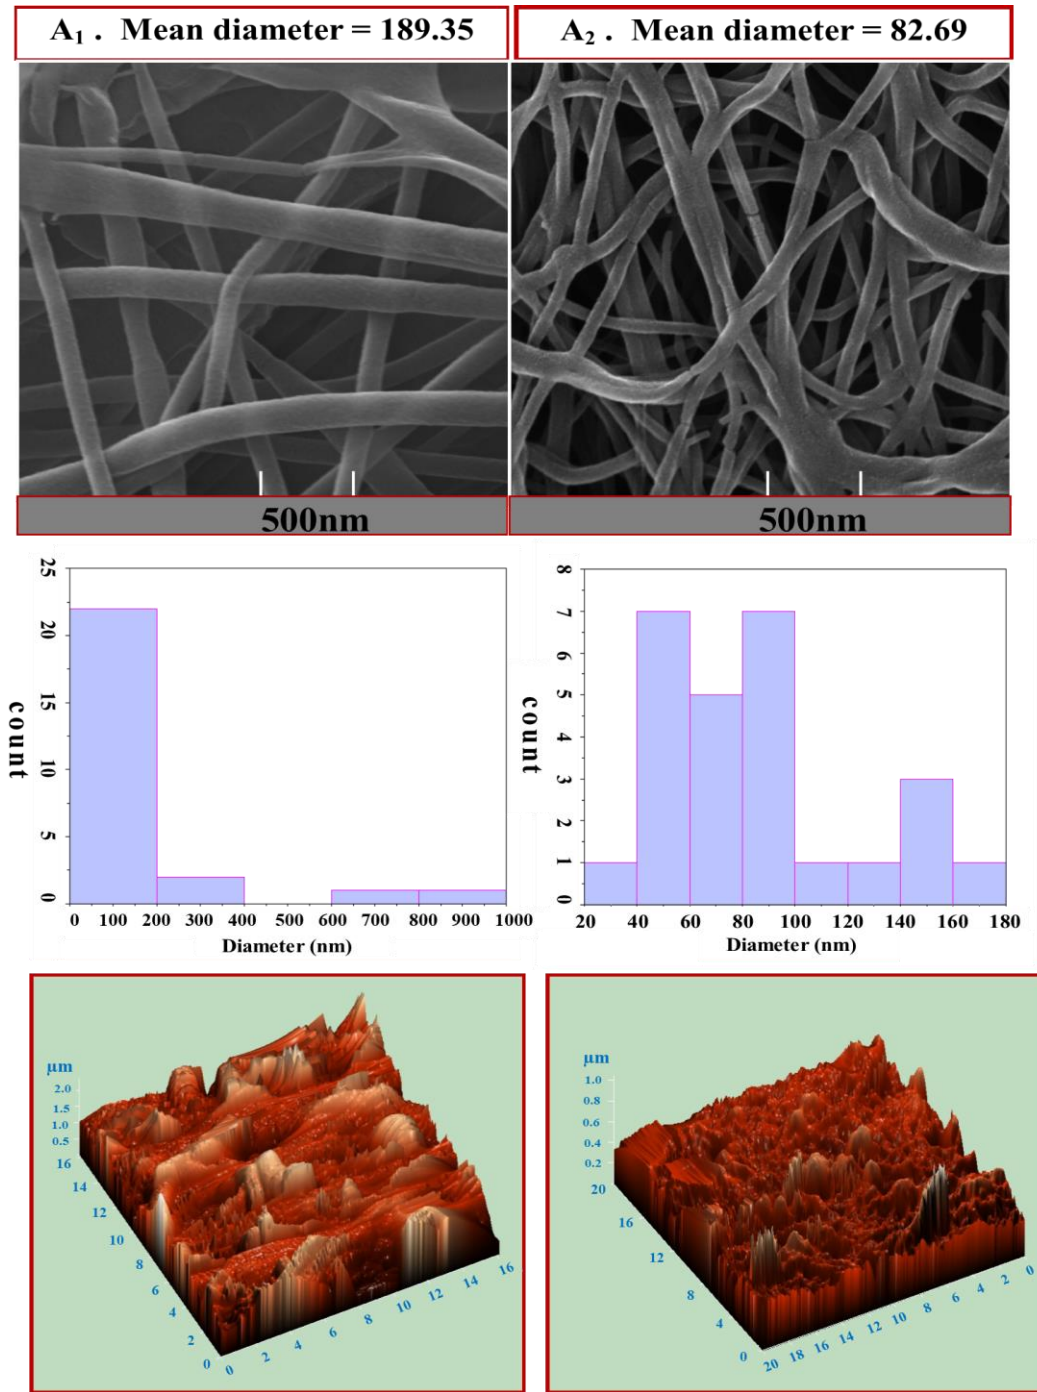 A₁ . Mean diameter = 189.35
A₂ . Mean diameter = 82.69
500nm
500nm
25
20
15
10
5
0
count
0 100 200 300 400 500 600 700 800 900 1000
Diameter (nm)
8
7
6
5
4
3
2
1
0
count
20 40 60 80 100 120 140 160 180
Diameter (nm)
µm
2.0
1.5
1.0
0.5
16
14
12
10
8
6
4
2
0
0 2 4 6 8 10 12 14 16
µm
1.0
0.8
0.6
0.4
0.2
20
16
12
8
4
0
20 18 16 14 12 10 8 6 4 2 0